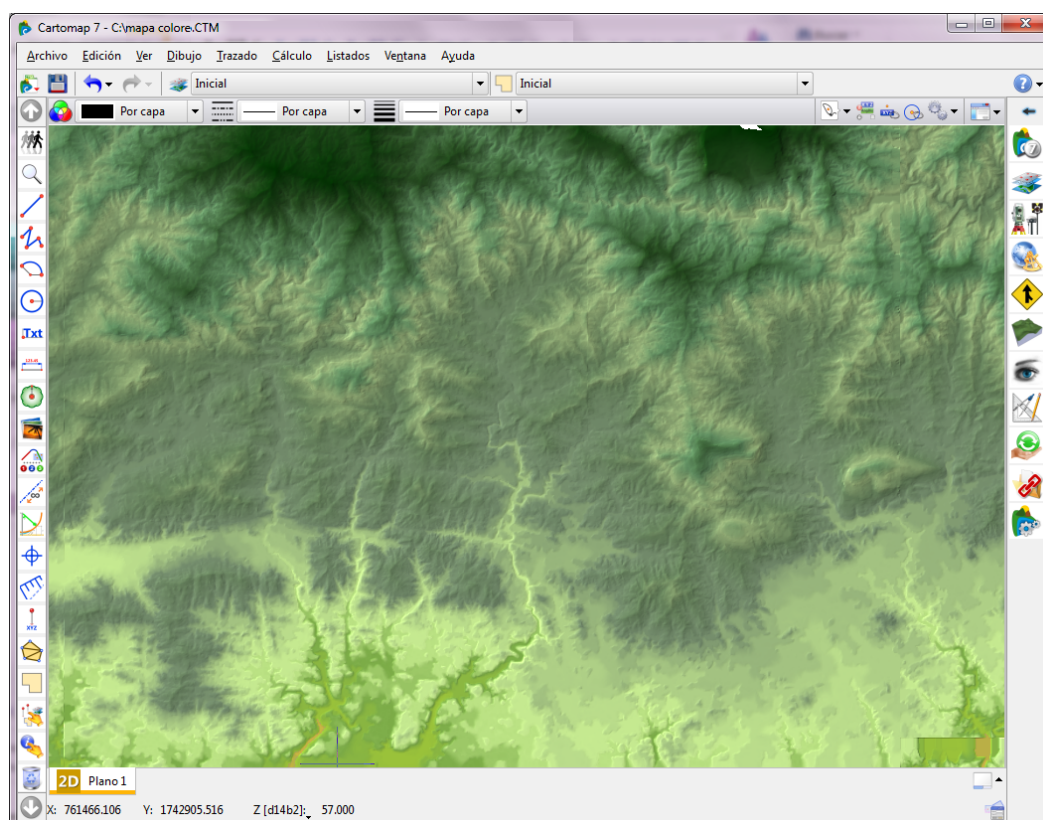 Cartomap 7 - C:\mapa colore.CTM
Archivo Edición Ver Dibujo Trazado Cálculo Listados Ventana Ayuda
Inicial Inicial
Por capa Por capa Por capa
.Txt
XYZ
2D Plano 1
X: 761466.106 Y: 1742905.516 Z [d14b2]: 57.000